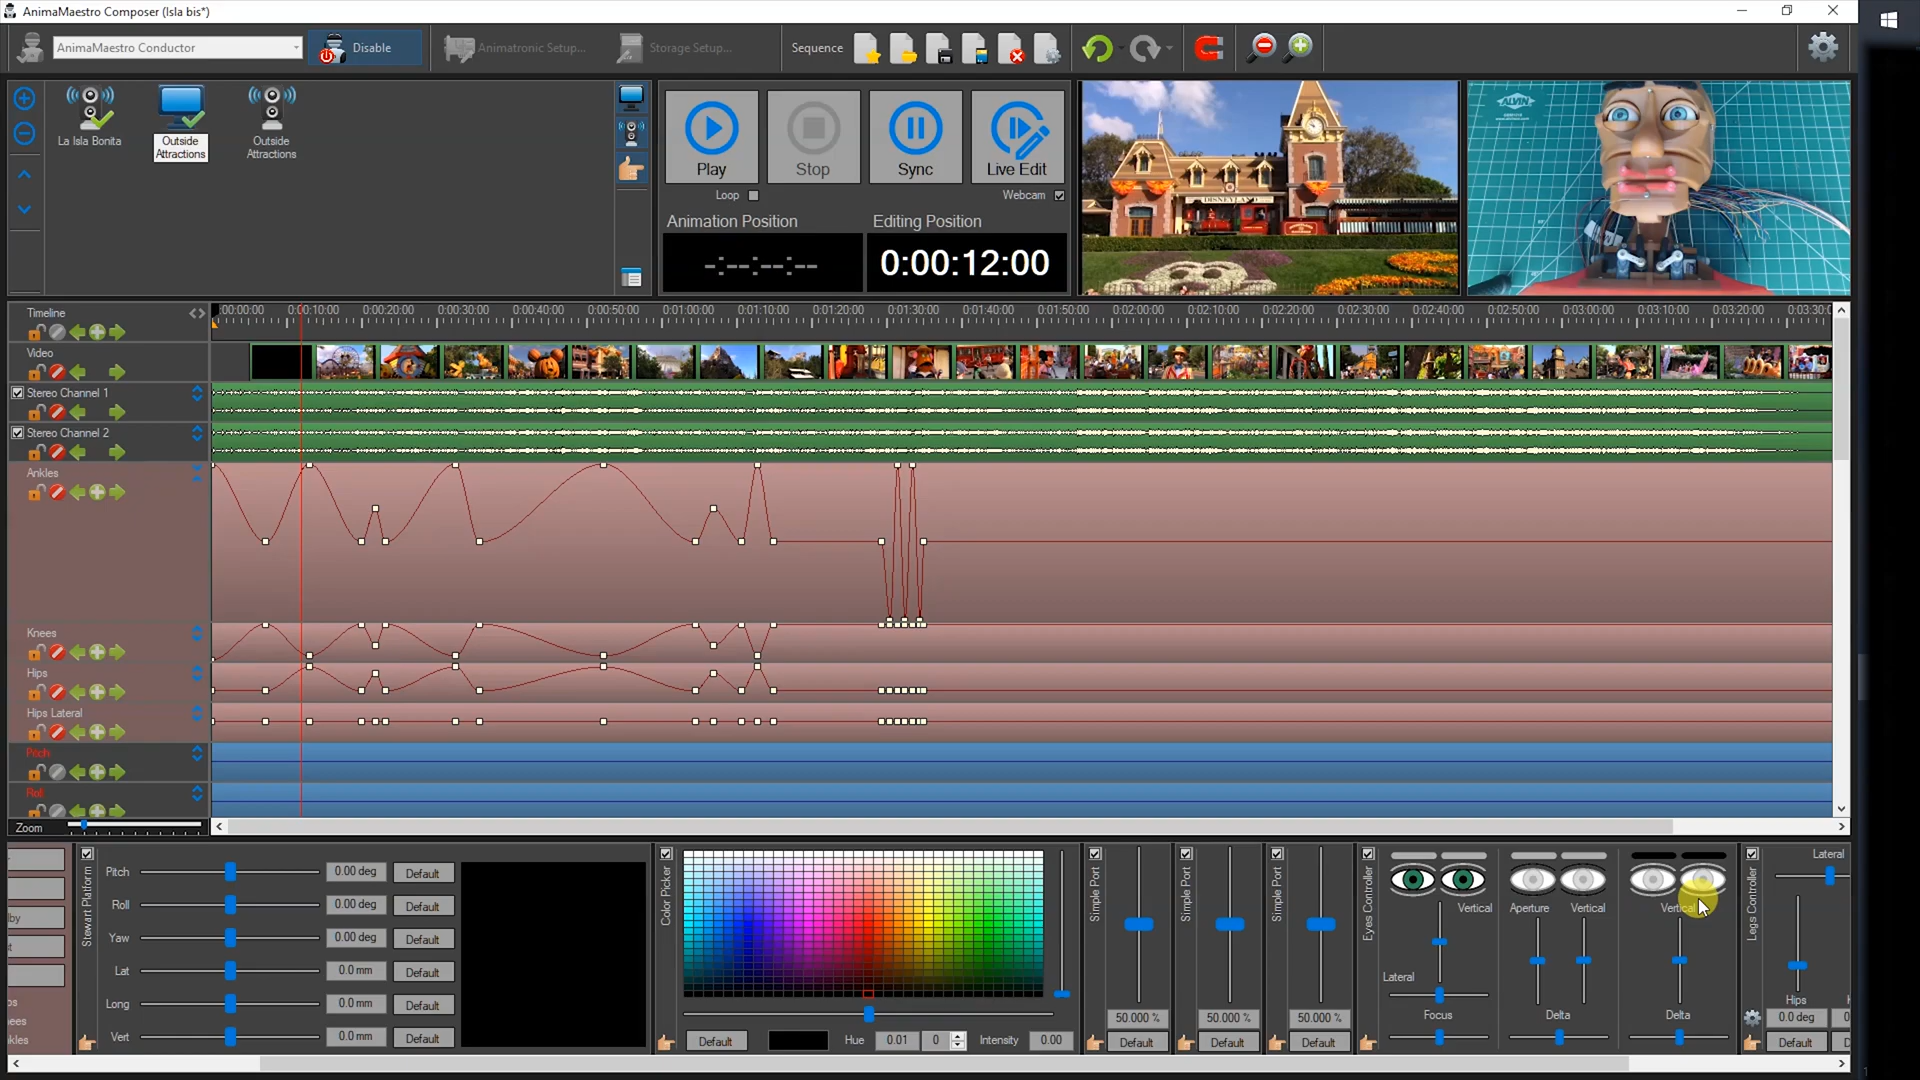 AnimaMaestro Composer (Isla bis*)
AnimaMaestro Conductor
Disable
Animatronic Setup...
Storage Setup...
Sequence
La Isla Bonita
Outside Attractions
Outside Attractions
Play
Stop
Sync
Live Edit
Loop
Webcam
Animation Position
Editing Position
-:--:--:--
0:00:12:00
DISNEYLAND
ALVIN
Timeline
:00:00:00 0:00:10:00 0:00:20:00 0:00:30:00 0:00:40:00 0:00:50:00 0:01:00:00 0:01:10:00 0:01:20:00 0:01:30:00 0:01:40:00 0:01:50:00 0:02:00:00 0:02:10:00 0:02:20:00 0:02:30:00 0:02:40:00 0:02:50:00 0:03:00:00 0:03:10:00 0:03:20:00 0:03:30:
Video
Stereo Channel 1
Stereo Channel 2
Ankles
Knees
Hips
Hips Lateral
Pitch
Roll
Zoom
Stewart Platform
Pitch 0.00 deg Default
Roll 0.00 deg Default
Yaw 0.00 deg Default
Lat 0.0 mm Default
Long 0.0 mm Default
Vert 0.0 mm Default
Color Picker
Default
Hue 0.01 0 Intensity 0.00
Simple Port
50.000 %
Default
Simple Port
50.000 %
Default
Simple Port
50.000 %
Default
Eyes Controller
Vertical
Lateral
Focus
Aperture Vertical
Delta
Vertical
Delta
Legs Controller
Lateral
Hips
0.0 deg
Default